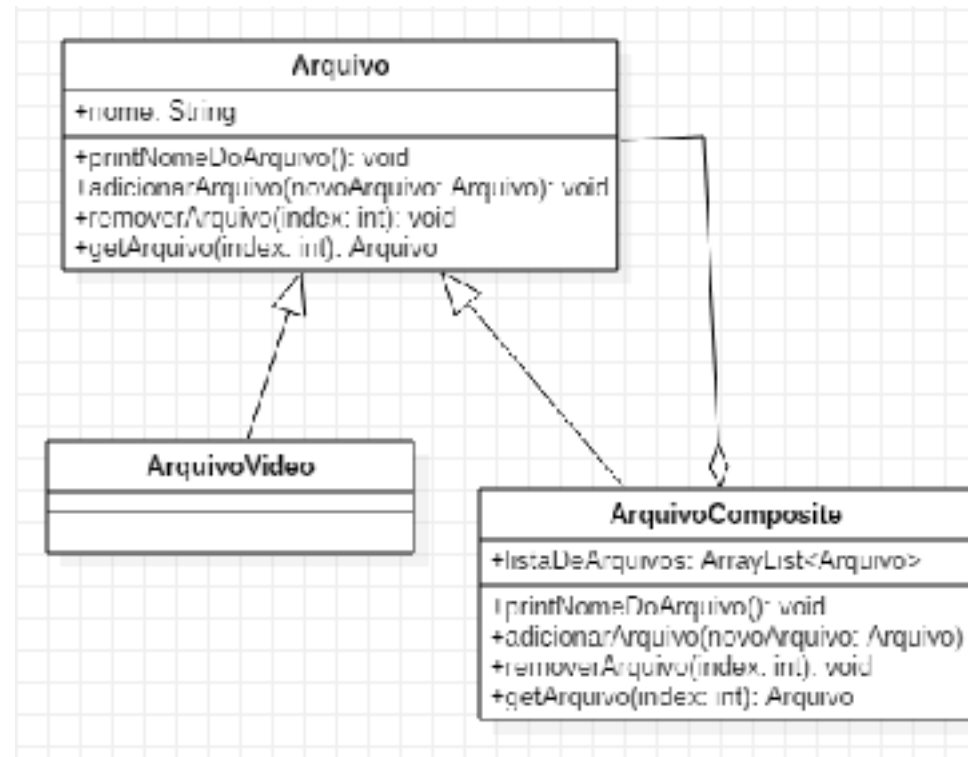 Arquivo
+nome: String
+printNomeDoArquivo(): void
+adicionarArquivo(novoArquivo: Arquivo): void
+removerArquivo(index: int): void
+getArquivo(index: int): Arquivo
ArquivoVideo
ArquivoComposite
+listaDeArquivos: ArrayList<Arquivo>
+printNomeDoArquivo(): void
+adicionarArquivo(novoArquivo: Arquivo)
+removerArquivo(index: int): void
+getArquivo(index: int): Arquivo